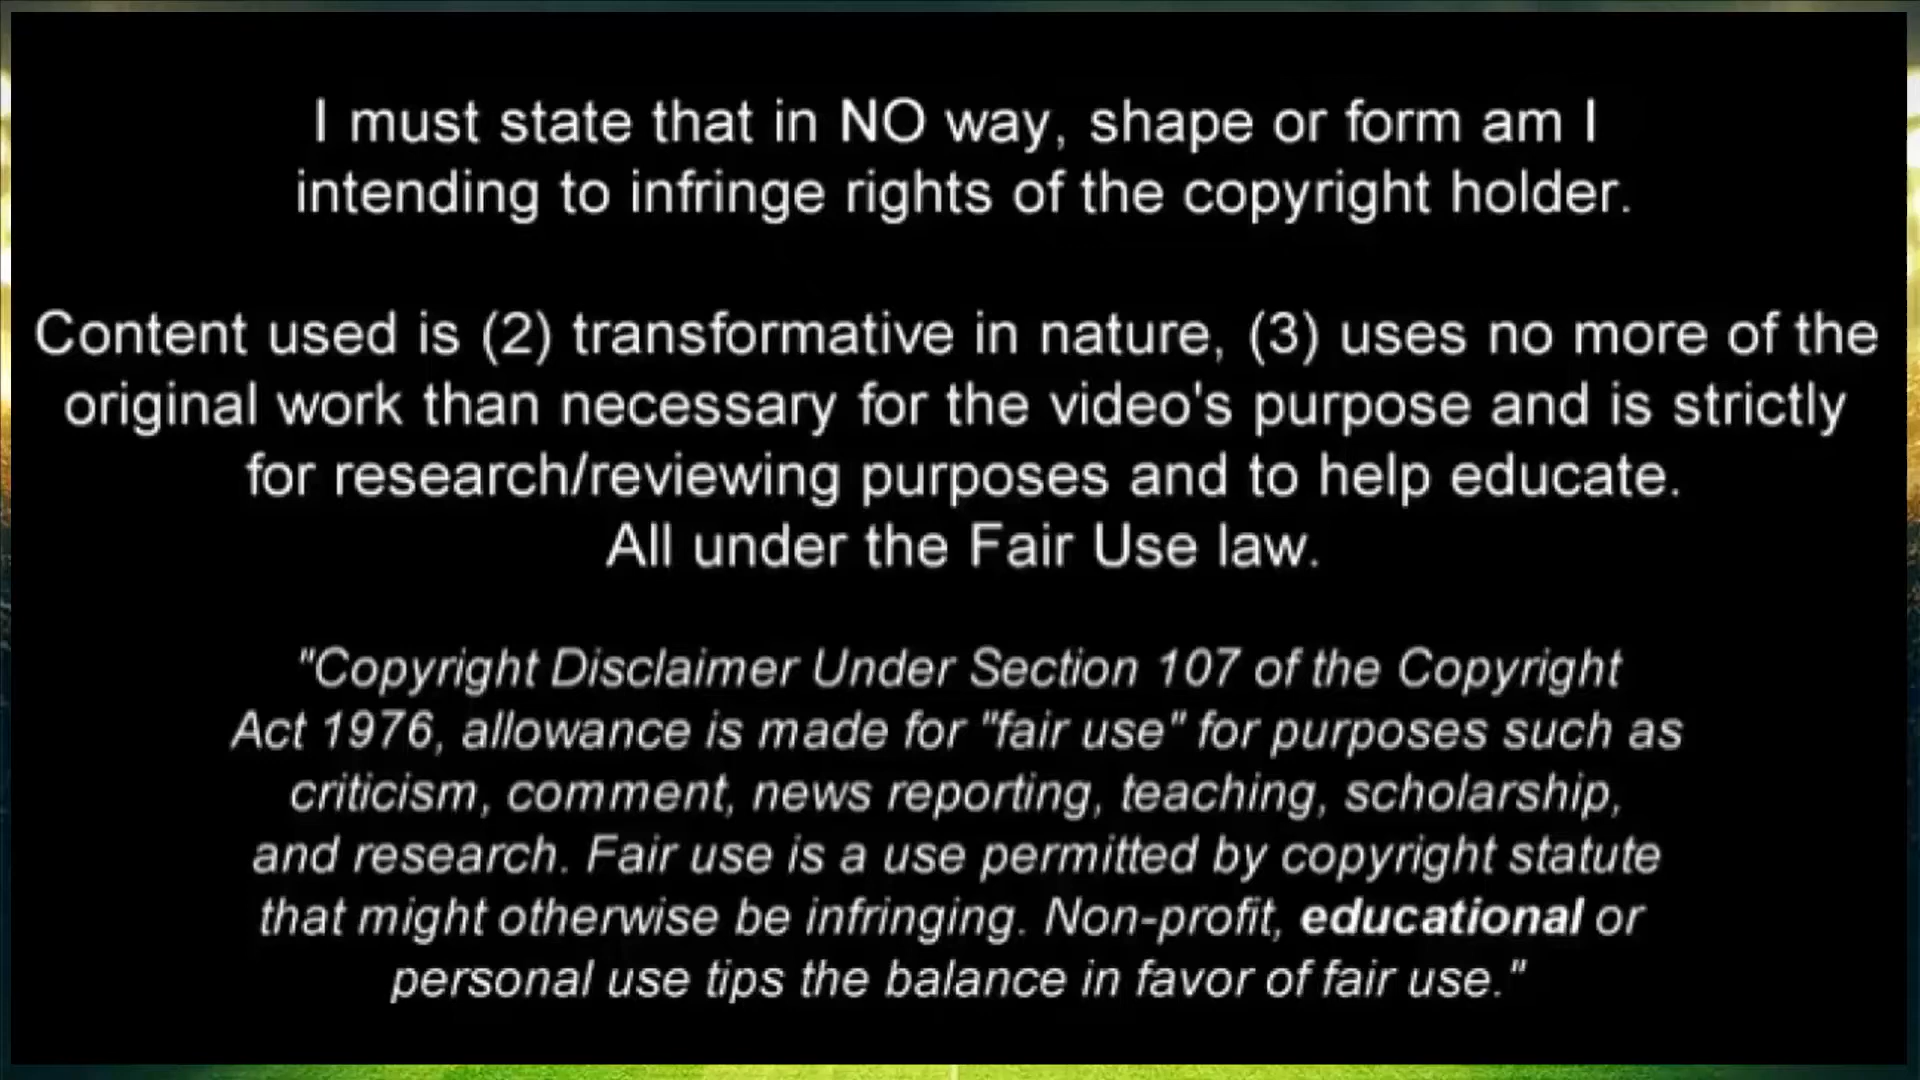 I must state that in NO way, shape or form am I
intending to infringe rights of the copyright holder.
Content used is (2) transformative in nature, (3) uses no more of the
original work than necessary for the video's purpose and is strictly
for research/reviewing purposes and to help educate.
All under the Fair Use law.
"Copyright Disclaimer Under Section 107 of the Copyright
Act 1976, allowance is made for "fair use" for purposes such as
criticism, comment, news reporting, teaching, scholarship,
and research. Fair use is a use permitted by copyright statute
that might otherwise be infringing. Non-profit, educational or
personal use tips the balance in favor of fair use."